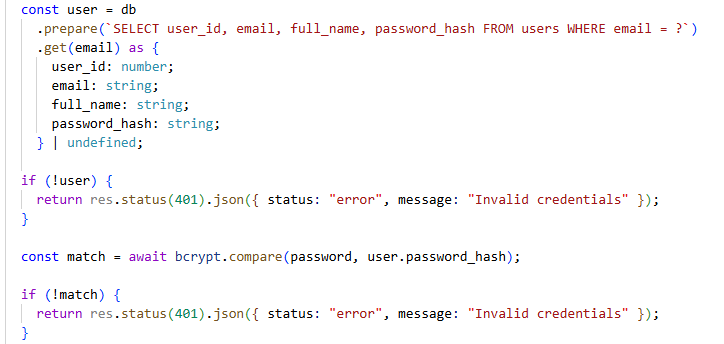 const user = db
  .prepare(`SELECT user_id, email, full_name, password_hash FROM users WHERE email = ?`)
  .get(email) as {
    user_id: number;
    email: string;
    full_name: string;
    password_hash: string;
  } | undefined;

if (!user) {
  return res.status(401).json({ status: "error", message: "Invalid credentials" });
}

const match = await bcrypt.compare(password, user.password_hash);

if (!match) {
  return res.status(401).json({ status: "error", message: "Invalid credentials" });
}